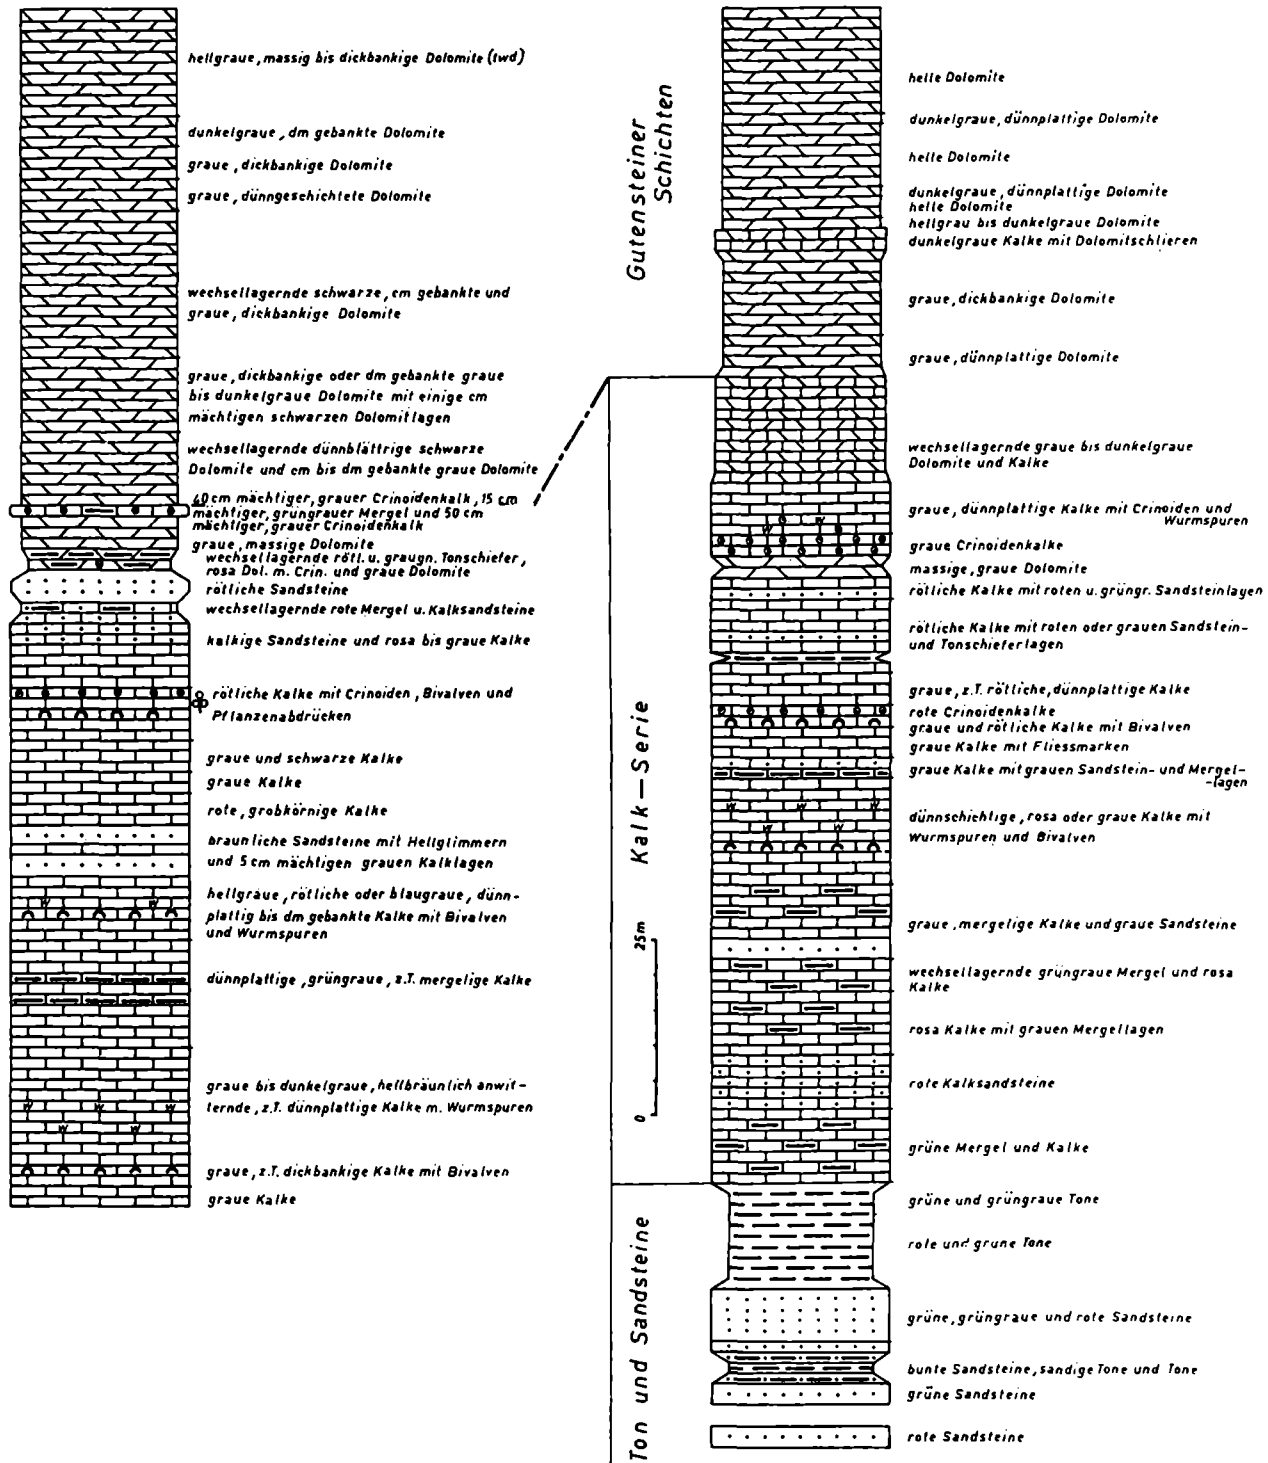 hellgraue, massig bis dickbankige Dolomite (lwd)
dunkelgraue, dm gebankte Dolomite
graue, dickbankige Dolomite
graue, dünngeschichtete Dolomite
wechsellagernde schwarze, cm gebankte und
graue, dickbankige Dolomite
graue, dickbankige oder dm gebankte graue
bis dunkelgraue Dolomite mit einige cm
mächtigen schwarzen Dolomitlagen
wechsellagernde dünnblättrige schwarze
Dolomite und cm bis dm gebankte graue Dolomite
40 cm mächtiger, grauer Crinoidenkalk, 15 cm
mächtiger, grüngrauer Mergel und 50 cm
mächtiger, grauer Crinoidenkalk
graue, massige Dolomite
wechsellagernde rötl. u. graugn. Tonschiefer,
rosa Dol. m. Crin. und graue Dolomite
rötliche Sandsteine
wechsellagernde rote Mergel u. Kalksandsteine
kalkige Sandsteine und rosa bis graue Kalke
rötliche Kalke mit Crinoiden, Bivalven und
Pflanzenabdrücken
graue und schwarze Kalke
graue Kalke
rote, grobkörnige Kalke
braunliche Sandsteine mit Hellglimmern
und 5 cm mächtigen grauen Kalklagen
hellgraue, rötliche oder blaugraue, dünn-
plattig bis dm gebankte Kalke mit Bivalven
und Wurmspuren
dünnplattige, grüngraue, z.T. mergelige Kalke
graue bis dunkelgraue, hellbräunlich anwit-
ternde, z.T. dünnplattige Kalke m. Wurmspuren
graue, z.T. dickbankige Kalke mit Bivalven
graue Kalke
Gutensteiner
Schichten
Kalk-Serie
25m
0
Ton und Sandsteine
helle Dolomite
dunkelgraue, dünnplattige Dolomite
helle Dolomite
dunkelgraue, dünnplattige Dolomite
helle Dolomite
hellgrau bis dunkelgraue Dolomite
dunkelgraue Kalke mit Dolomitschlieren
graue, dickbankige Dolomite
graue, dünnplattige Dolomite
wechsellagernde graue bis dunkelgraue
Dolomite und Kalke
graue, dünnplattige Kalke mit Crinoiden und
Wurmspuren
graue Crinoidenkalke
massige, graue Dolomite
rötliche Kalke mit roten u. grüngr. Sandsteinlagen
rötliche Kalke mit roten oder grauen Sandstein-
und Tonschieferlagen
graue, z.T. rötliche, dünnplattige Kalke
rote Crinoidenkalke
graue und rötliche Kalke mit Bivalven
graue Kalke mit Fliessmarken
graue Kalke mit grauen Sandstein- und Mergel-
-lagen
dünnschichtige, rosa oder graue Kalke mit
Wurmspuren und Bivalven
graue, mergelige Kalke und graue Sandsteine
wechsellagernde grüngraue Mergel und rosa
Kalke
rosa Kalke mit grauen Mergellagen
rote Kalksandsteine
grüne Mergel und Kalke
grüne und grüngraue Tone
rote und grune Tone
grüne, grüngraue und rote Sandsteine
bunte Sandsteine, sandige Tone und Tone
grüne Sandsteine
rote Sandsteine